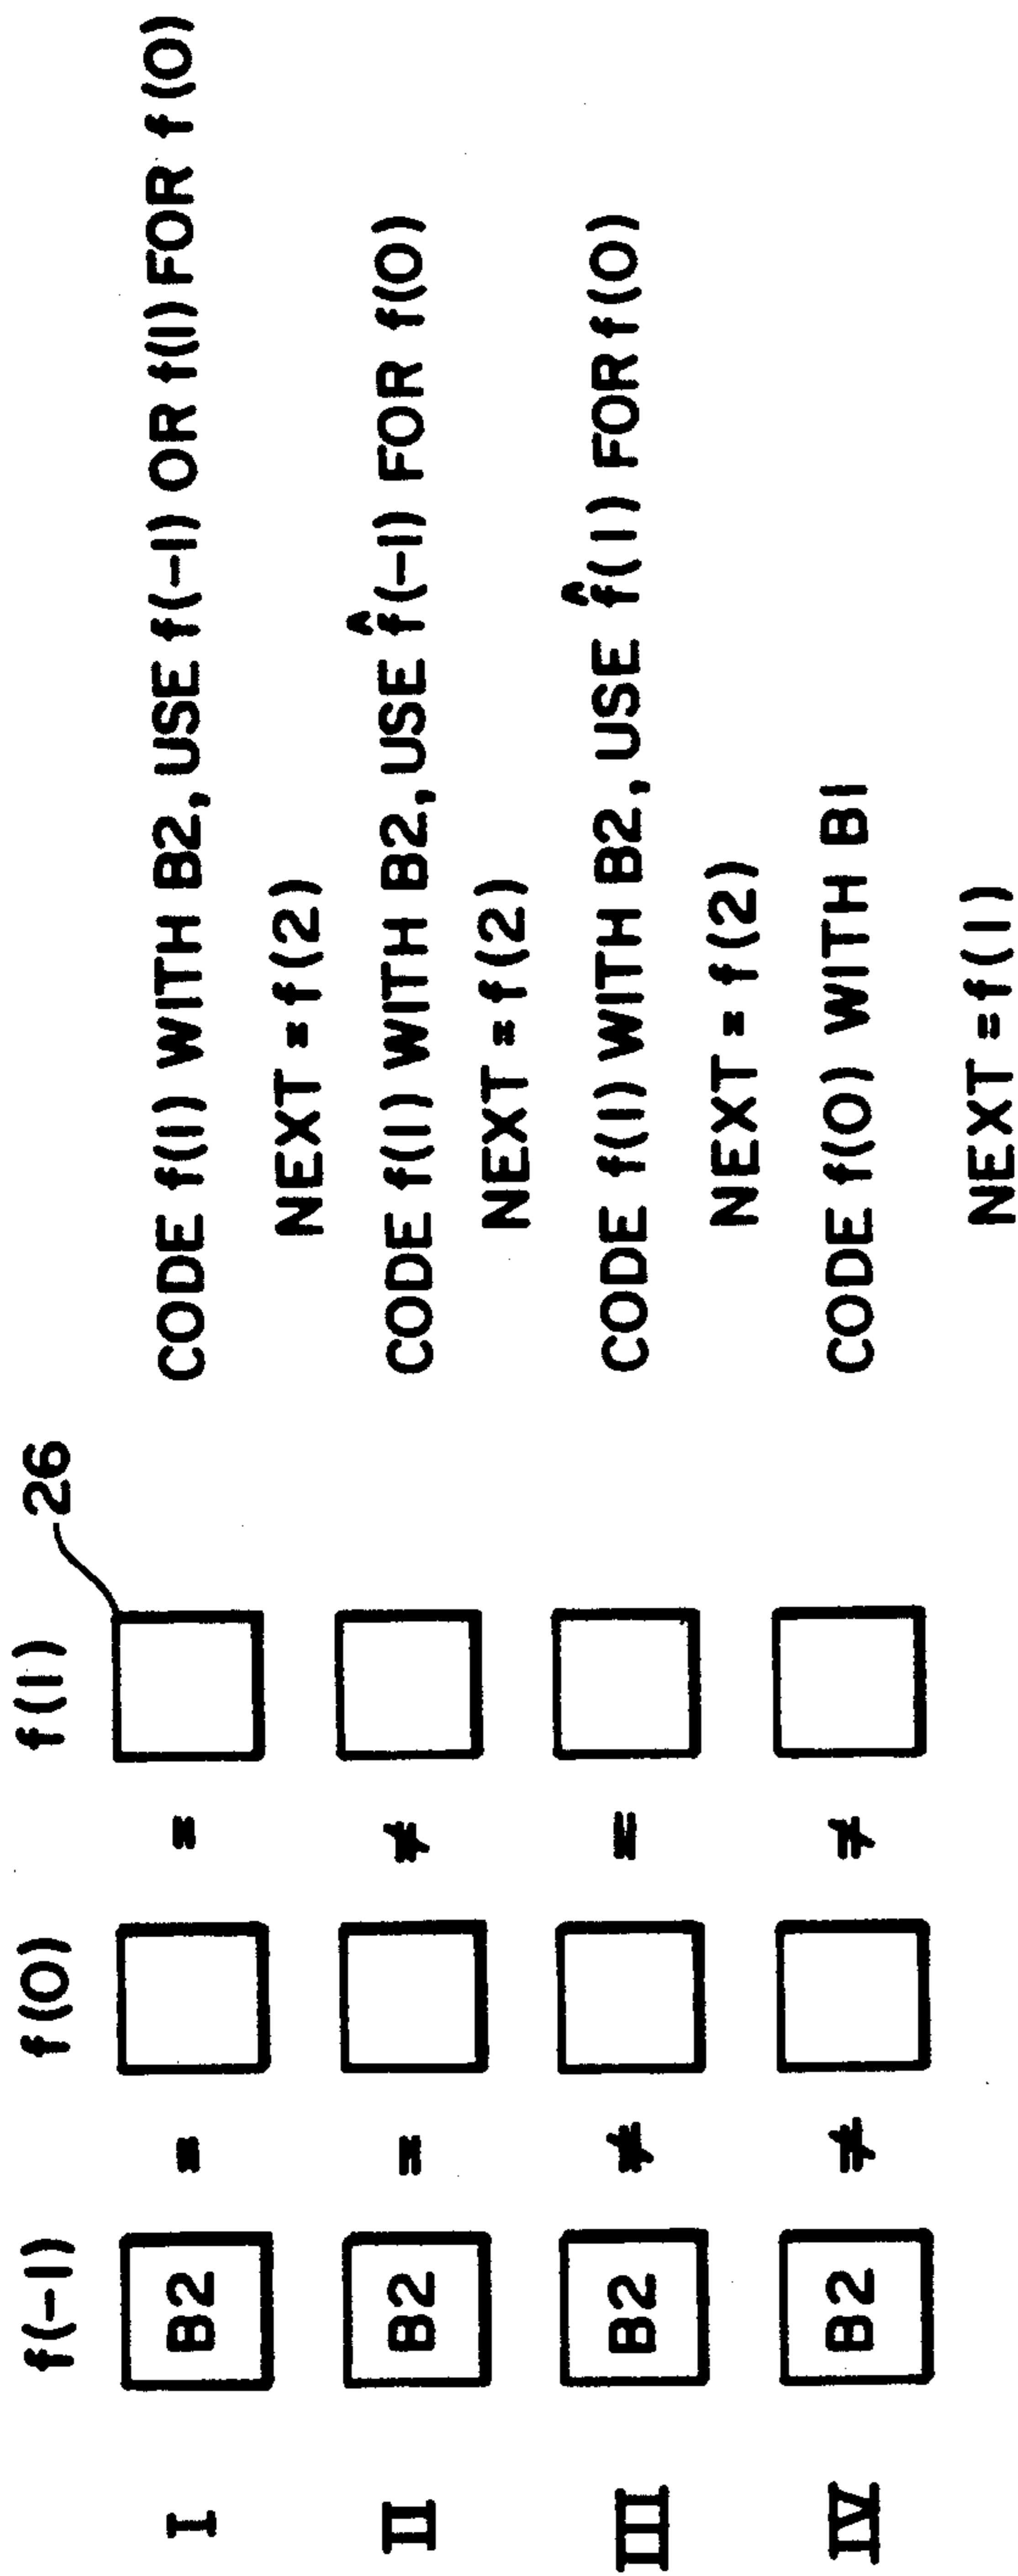 f(-1) f(0) f(1)
26
I B2 = = CODE f(1) WITH B2, USE f(-1) OR f(1) FOR f(0)
NEXT = f(2)
II B2 = ≠ CODE f(1) WITH B2, USE f̂(-1) FOR f(0)
NEXT = f(2)
III B2 ≠ = CODE f(1) WITH B2, USE f̂(1) FOR f(0)
NEXT = f(2)
IV B2 ≠ ≠ CODE f(0) WITH B1
NEXT = f(1)